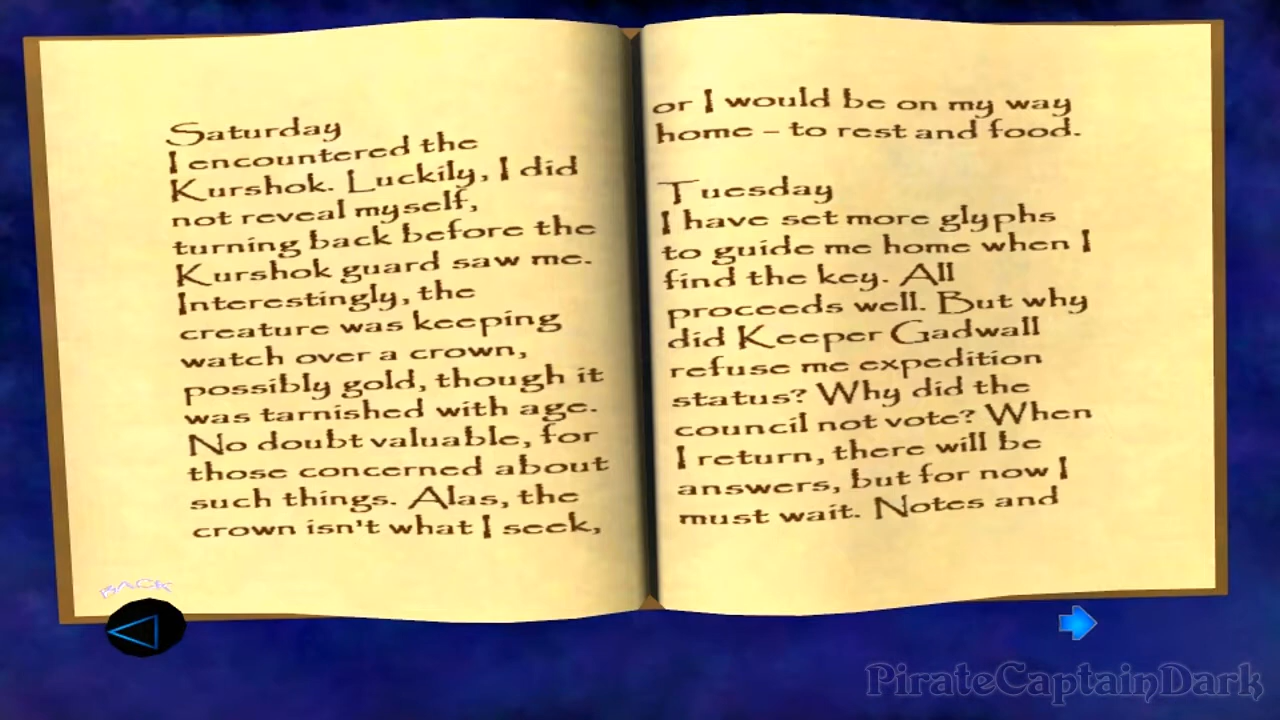 Saturday
I encountered the
Kurshok. Luckily, I did
not reveal myself,
turning back before the
Kurshok guard saw me.
Interestingly, the
creature was keeping
watch over a crown,
possibly gold, though it
was tarnished with age.
No doubt valuable, for
those concerned about
such things. Alas, the
crown isn't what I seek,
or I would be on my way
home – to rest and food.
Tuesday
I have set more glyphs
to guide me home when I
find the key. All
proceeds well. But why
did Keeper Gadwall
refuse me expedition
status? Why did the
council not vote? When
I return, there will be
answers, but for now I
must wait. Notes and
BACK
PirateCaptainDark